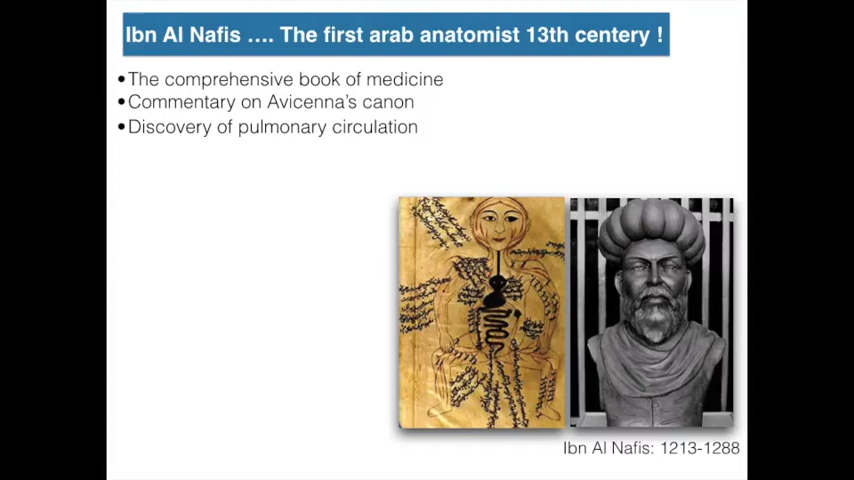 Ibn Al Nafis .... The first arab anatomist 13th centery !
•The comprehensive book of medicine
•Commentary on Avicenna's canon
•Discovery of pulmonary circulation
Ibn Al Nafis: 1213-1288